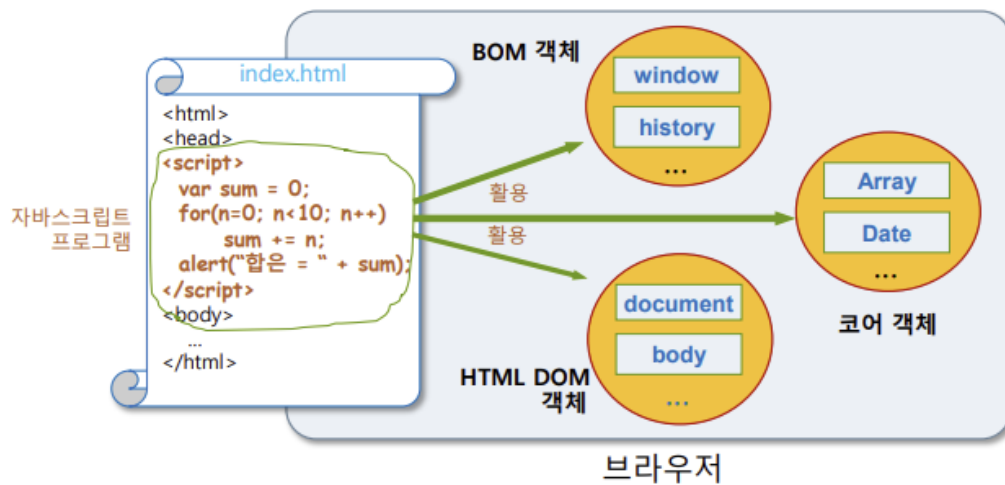 index.html
<html>
<head>
<script>
var sum = 0;
for(n=0; n<10; n++)
sum += n;
alert(“합은 = “ + sum);
</script>
<body>
...
</html>
자바스크립트
프로그램
활용
활용
BOM 객체
window
history
...
Array
Date
...
코어 객체
document
body
...
HTML DOM
객체
브라우저